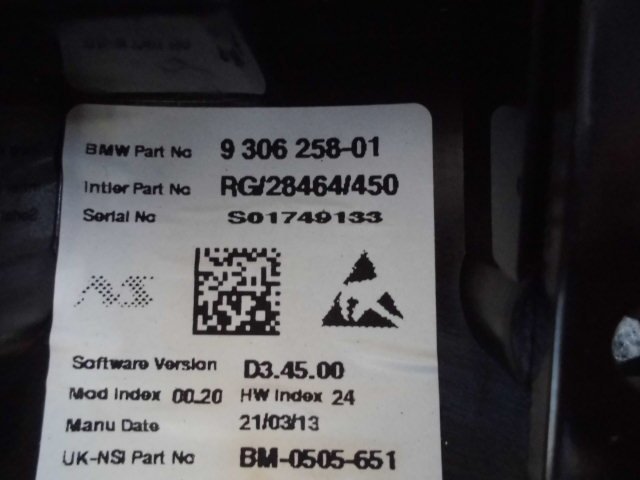 BMW Part No 9 306 258-01
Intier Part No RG/28464/450
Serial No S01749133
NS
Software Version D3.45.00
Mod Index 00.20 HW Index 24
Manu Date 21/03/13
UK-NSI Part No BM-0505-651